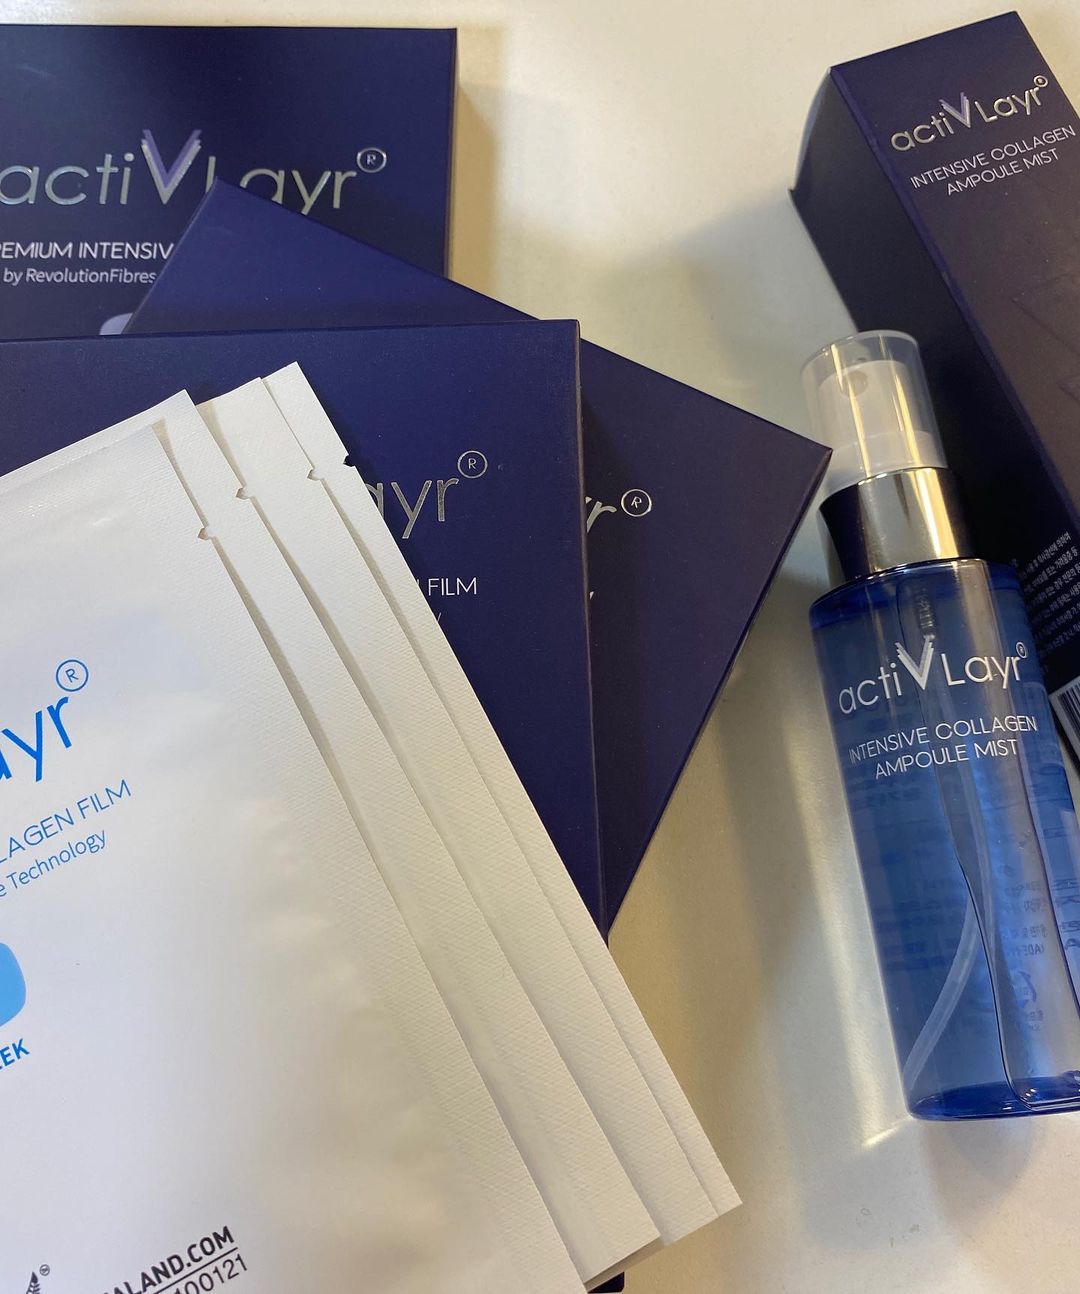 actiVLayr®
PREMIUM INTENSIV
by RevolutionFibres
actiVLayr®
INTENSIVE COLLAGEN
AMPOULE MIST
ayr®
FILM
r®
actiVLayr®
INTENSIVE COLLAGEN
AMPOULE MIST
ayr®
LAGEN FILM
e Technology
EEK
ALAND.COM
100121